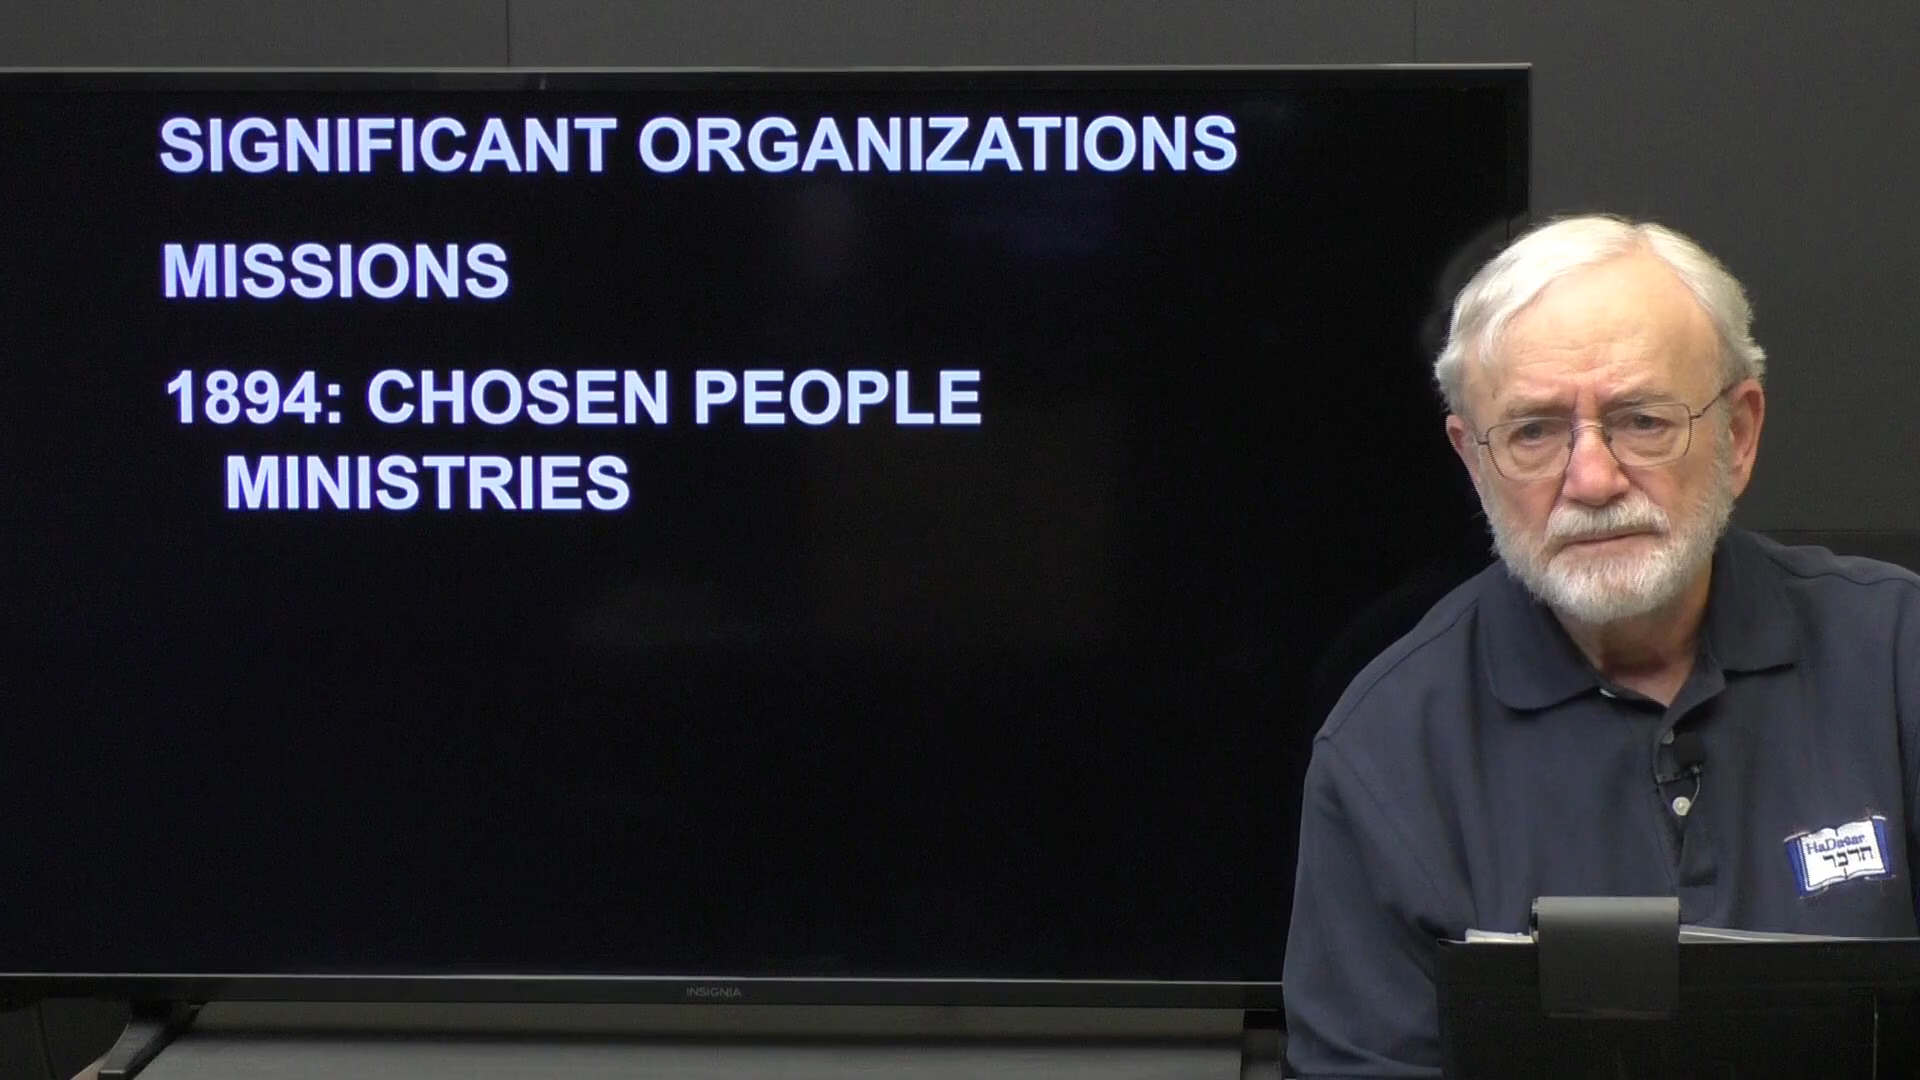 SIGNIFICANT ORGANIZATIONS
MISSIONS
1894: CHOSEN PEOPLE
MINISTRIES
INSIGNIA
HaDavar
הדבר